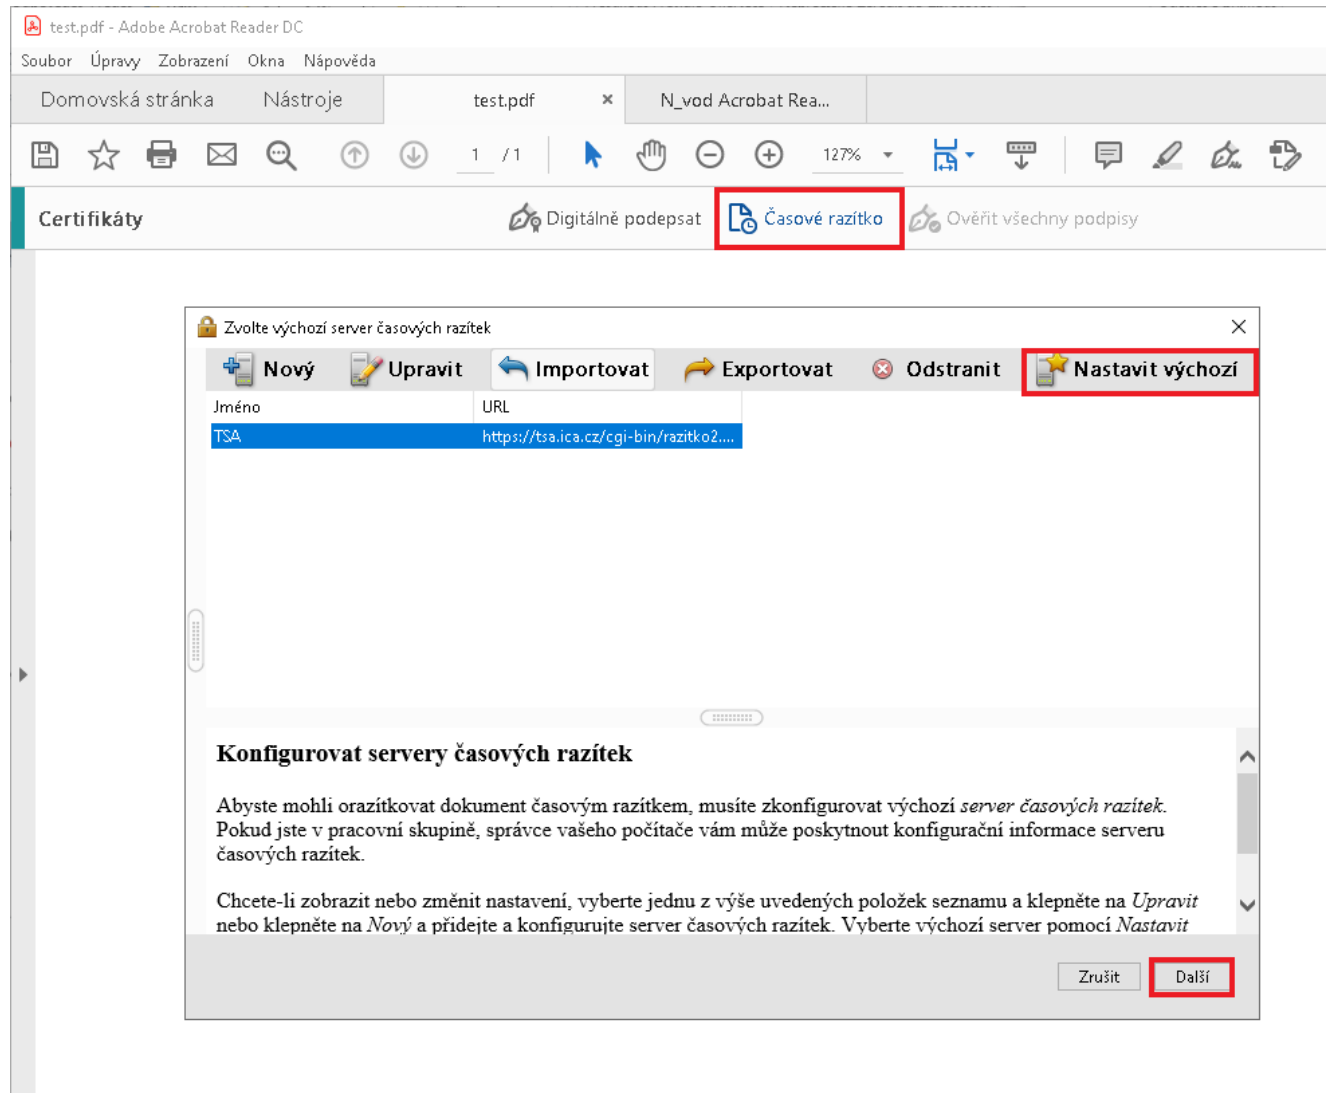 test.pdf - Adobe Acrobat Reader DC
Soubor Úpravy Zobrazení Okna Nápověda
Domovská stránka Nástroje test.pdf × N_vod Acrobat Rea...
1 / 1 127%
Certifikáty Digitálně podepsat Časové razítko Ověřit všechny podpisy
Zvolte výchozí server časových razítek
Nový Upravit Importovat Exportovat Odstranit Nastavit výchozí
Jméno URL
TSA https://tsa.ica.cz/cgi-bin/razitko2....
Konfigurovat servery časových razítek
Abyste mohli orazítkovat dokument časovým razítkem, musíte zkonfigurovat výchozí server časových razítek.
Pokud jste v pracovní skupině, správce vašeho počítače vám může poskytnout konfigurační informace serveru
časových razítek.
Chcete-li zobrazit nebo změnit nastavení, vyberte jednu z výše uvedených položek seznamu a klepněte na Upravit
nebo klepněte na Nový a přidejte a konfigurujte server časových razítek. Vyberte výchozí server pomocí Nastavit
Zrušit Další